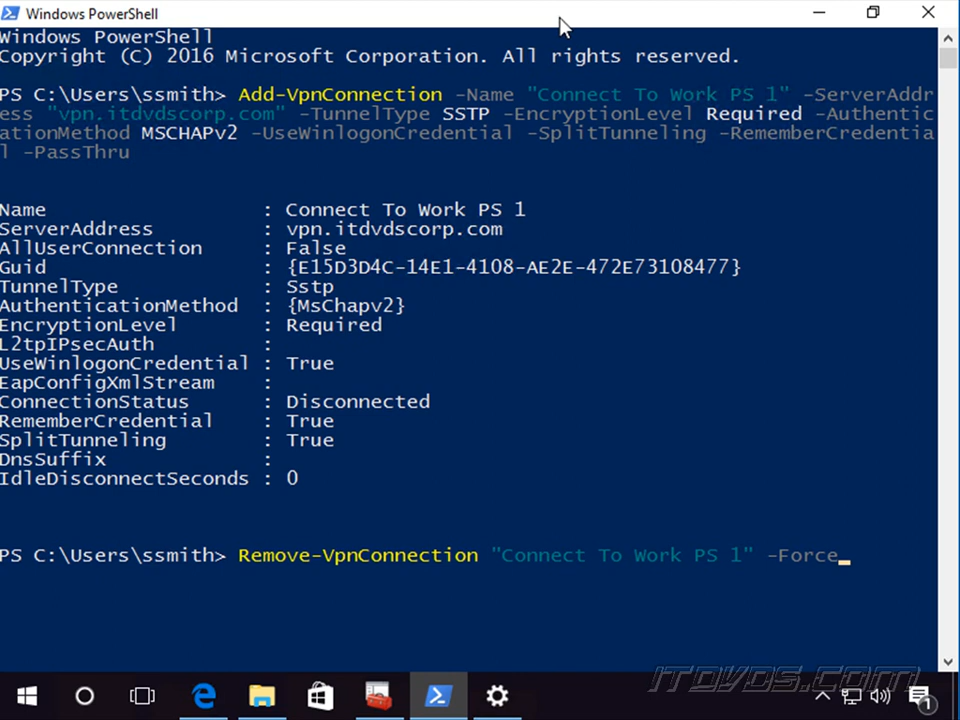 Windows PowerShell
Windows PowerShell
Copyright (C) 2016 Microsoft Corporation. All rights reserved.
PS C:\Users\ssmith> Add-VpnConnection -Name "Connect To Work PS 1" -ServerAddr
ess "vpn.itdvdscorp.com" -TunnelType SSTP -EncryptionLevel Required -Authentic
ationMethod MSCHAPv2 -UseWinlogonCredential -SplitTunneling -RememberCredentia
l -PassThru
Name : Connect To Work PS 1
ServerAddress : vpn.itdvdscorp.com
AllUserConnection : False
Guid : {E15D3D4C-14E1-4108-AE2E-472E73108477}
TunnelType : Sstp
AuthenticationMethod : {MsChapv2}
EncryptionLevel : Required
L2tpIPsecAuth :
UseWinlogonCredential : True
EapConfigXmlStream :
ConnectionStatus : Disconnected
RememberCredential : True
SplitTunneling : True
DnsSuffix :
IdleDisconnectSeconds : 0
PS C:\Users\ssmith> Remove-VpnConnection "Connect To Work PS 1" -Force
ITDVDS.COM
1